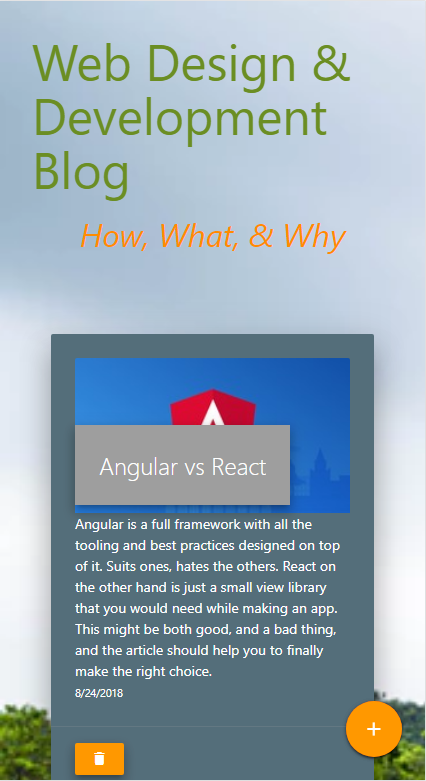 Web Design &
Development
Blog
How, What, & Why
Angular vs React
Angular is a full framework with all the
tooling and best practices designed on top
of it. Suits ones, hates the others. React on
the other hand is just a small view library
that you would need while making an app.
This might be both good, and a bad thing,
and the article should help you to finally
make the right choice.
8/24/2018
+